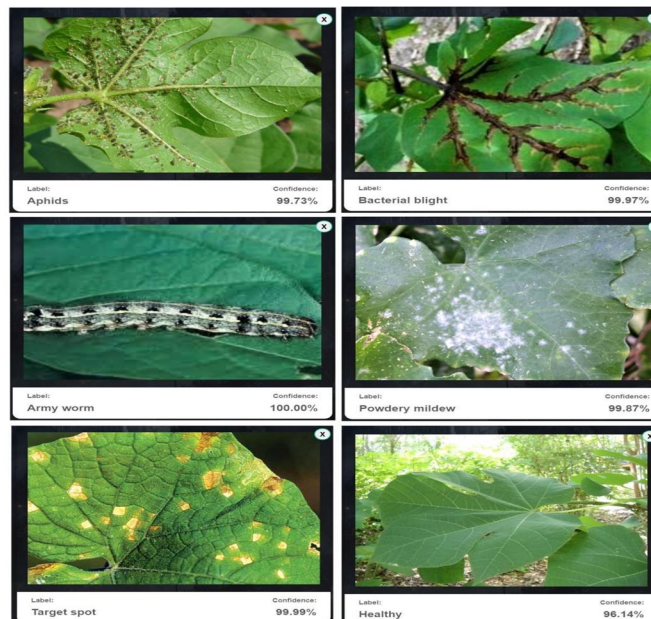 X
Label: Confidence:
Aphids 99.73%
Label: Confidence:
Bacterial blight 99.97%
X
Label: Confidence:
Army worm 100.00%
Label: Confidence:
Powdery mildew 99.87%
X
Label: Confidence:
Target spot 99.99%
X
Label: Confidence:
Healthy 96.14%